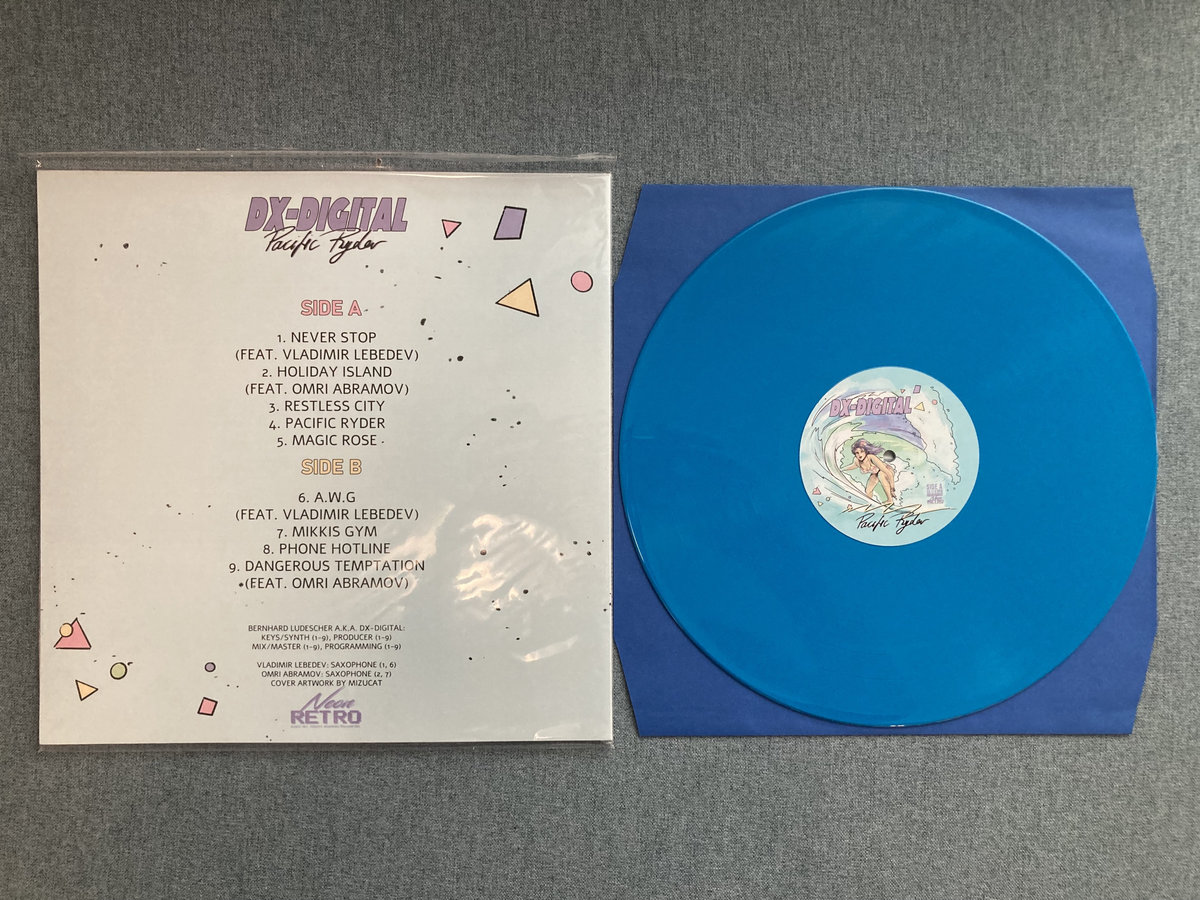 DX-DIGITAL
Pacific Ryder
SIDE A
1. NEVER STOP
(FEAT. VLADIMIR LEBEDEV)
2. HOLIDAY ISLAND
(FEAT. OMRI ABRAMOV)
3. RESTLESS CITY
4. PACIFIC RYDER
5. MAGIC ROSE
SIDE B
6. A.W.G
(FEAT. VLADIMIR LEBEDEV)
7. MIKKIS GYM
8. PHONE HOTLINE
9. DANGEROUS TEMPTATION
(FEAT. OMRI ABRAMOV)
BERNHARD LUDESCHER A.K.A. DX-DIGITAL:
KEYS/SYNTH (1-9), PRODUCER (1-9)
MIX/MASTER (1-9), PROGRAMMING (1-9)
VLADIMIR LEBEDEV: SAXOPHONE (1, 6)
OMRI ABRAMOV: SAXOPHONE (2, 7)
COVER ARTWORK BY MIZUCAT
Neon
RETRO
DX-DIGITAL
SIDE A
Pacific Ryder